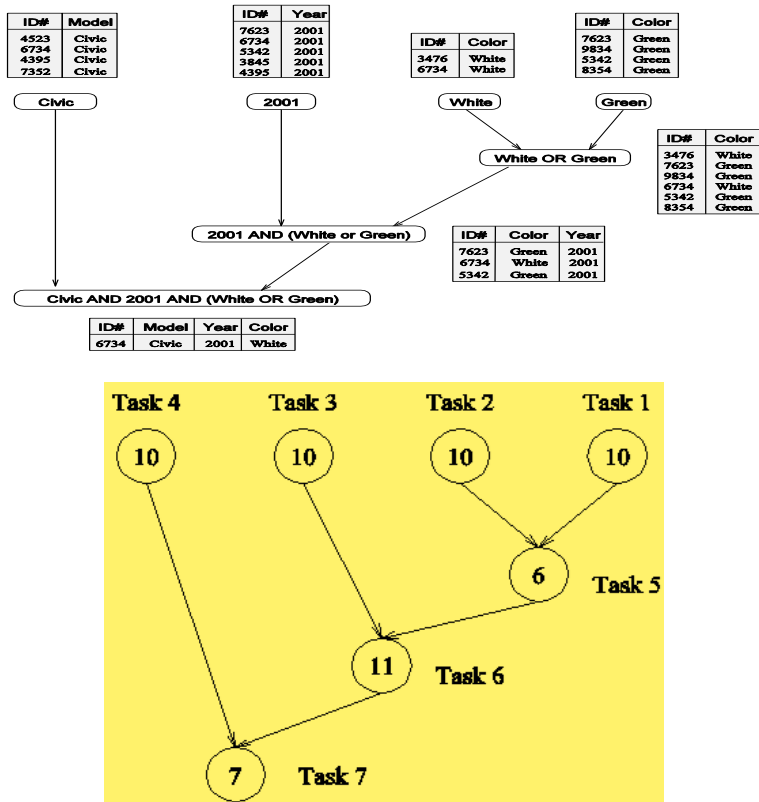 ID# Model
4523 Civic
6734 Civic
4395 Civic
7352 Civic
ID# Year
7623 2001
6734 2001
5342 2001
3845 2001
4395 2001
ID# Color
3476 White
6734 White
ID# Color
7623 Green
9834 Green
5342 Green
8354 Green
Civic
2001
White
Green
White OR Green
ID# Color
3476 White
7623 Green
9834 Green
6734 White
5342 Green
8354 Green
2001 AND (White or Green)
ID# Color Year
7623 Green 2001
6734 White 2001
5342 Green 2001
Civic AND 2001 AND (White OR Green)
ID# Model Year Color
6734 Civic 2001 White
Task 4 Task 3 Task 2 Task 1
10 10 10 10
6
Task 5
11
Task 6
7
Task 7